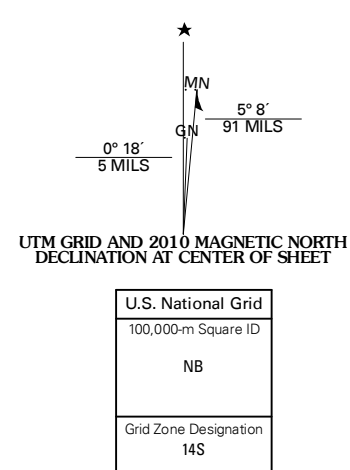 ★
MN
5° 8´
GN
91 MILS
0° 18´
5 MILS
UTM GRID AND 2010 MAGNETIC NORTH
DECLINATION AT CENTER OF SHEET
U.S. National Grid
100,000-m Square ID
NB
Grid Zone Designation
14S